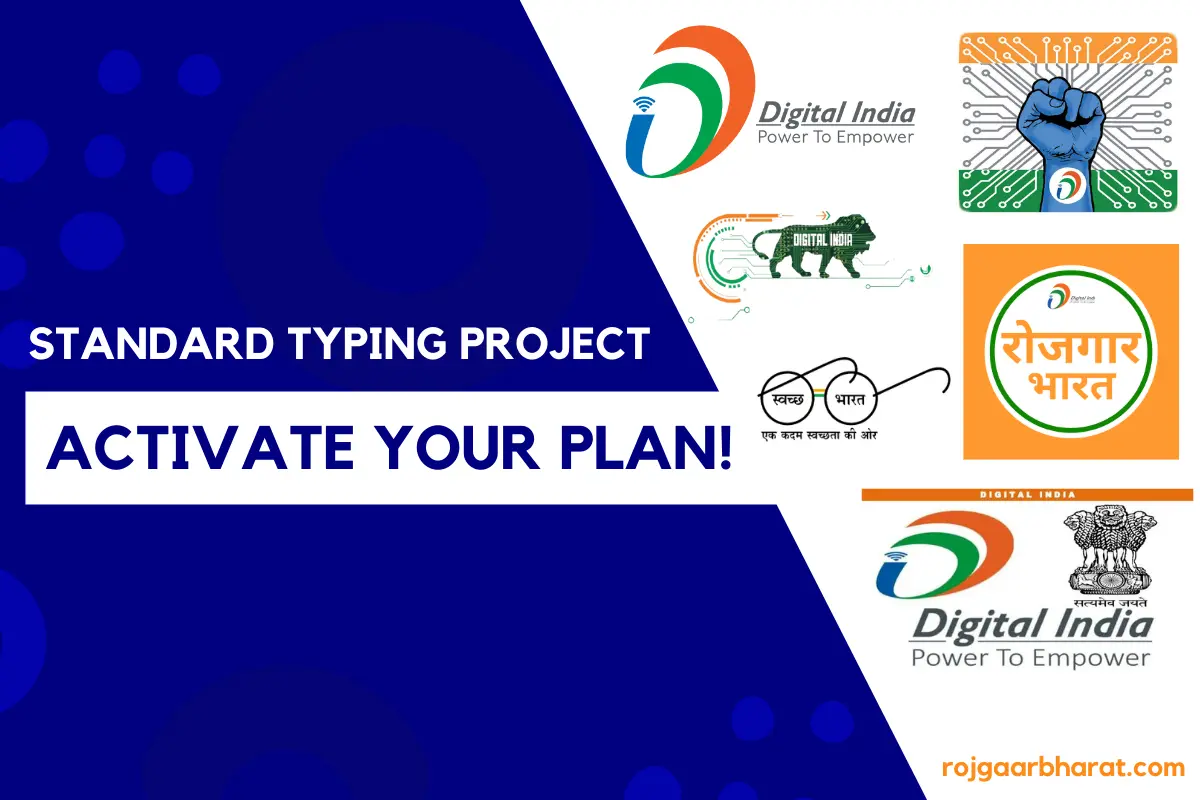 Digital India
Power To Empower
DIGITAL INDIA
STANDARD TYPING PROJECT
ACTIVATE YOUR PLAN!
रोजगार
भारत
स्वच्छ भारत
एक कदम स्वच्छता की ओर
DIGITAL INDIA
सत्यमेव जयते
Digital India
Power To Empower
rojgaarbharat.com